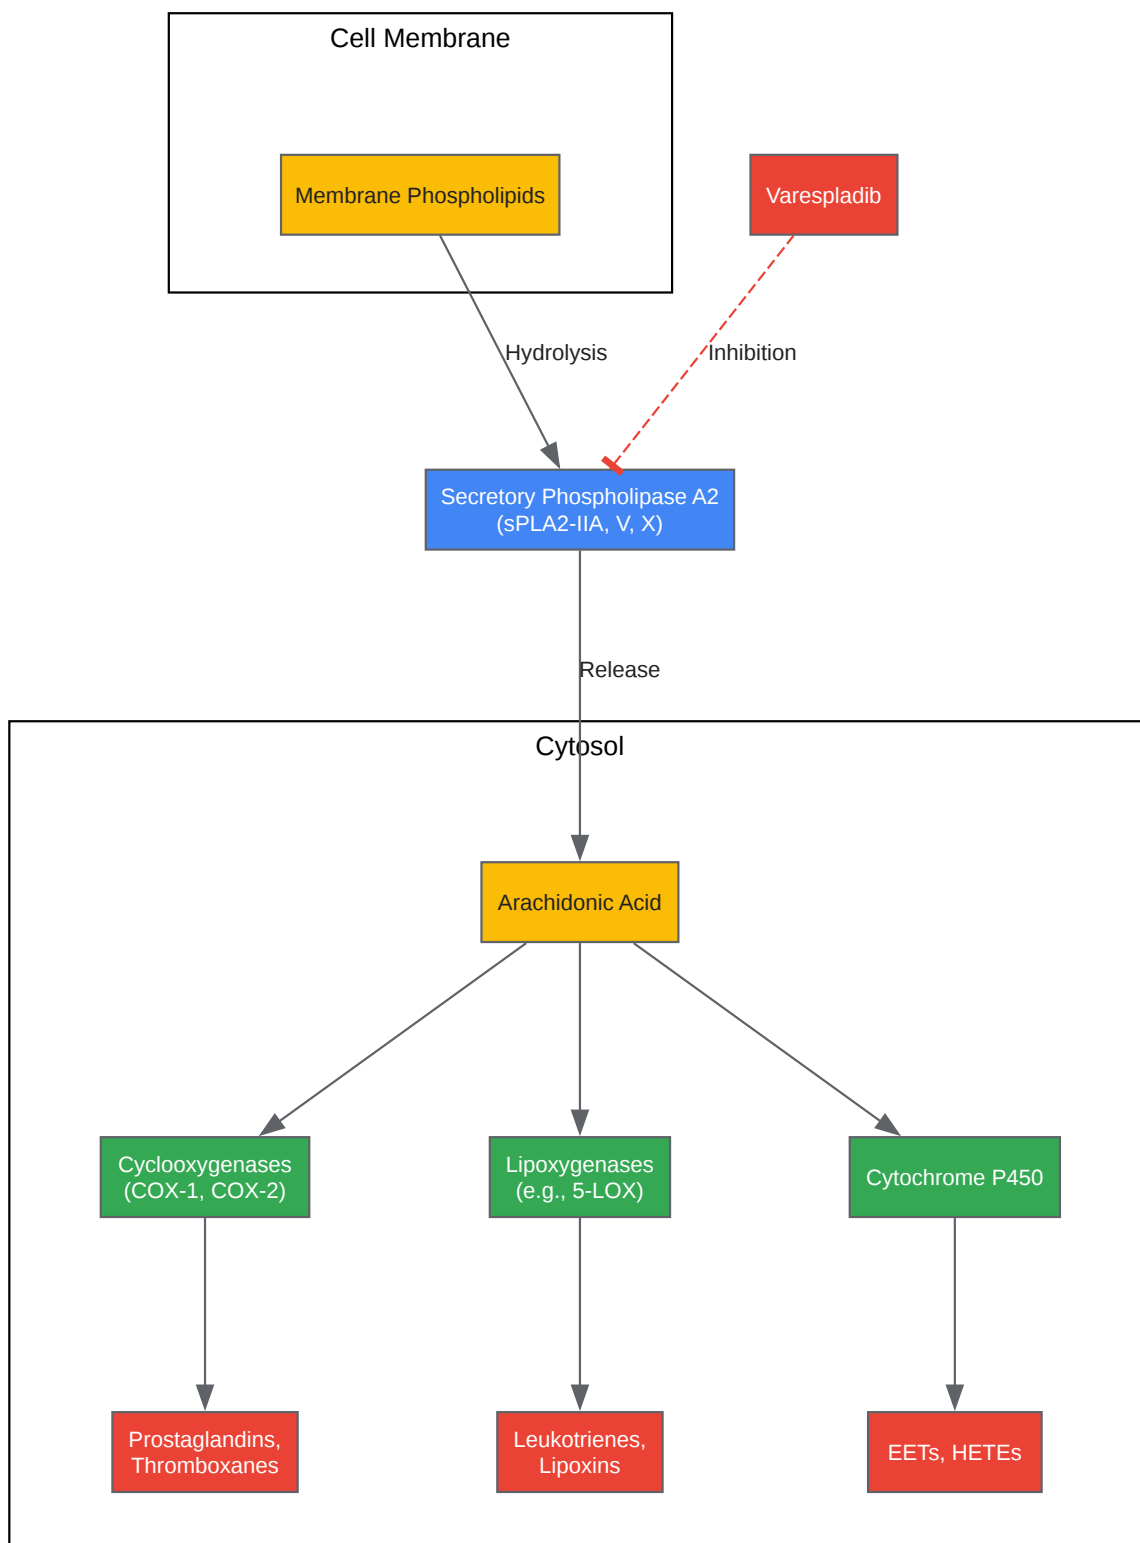 Cell Membrane
Membrane Phospholipids
Varespladib
Hydrolysis
Inhibition
Secretory Phospholipase A2
(sPLA2-IIA, V, X)
Release
Cytosol
Arachidonic Acid
Cyclooxygenases
(COX-1, COX-2)
Lipoxygenases
(e.g., 5-LOX)
Cytochrome P450
Prostaglandins,
Thromboxanes
Leukotrienes,
Lipoxins
EETs, HETEs